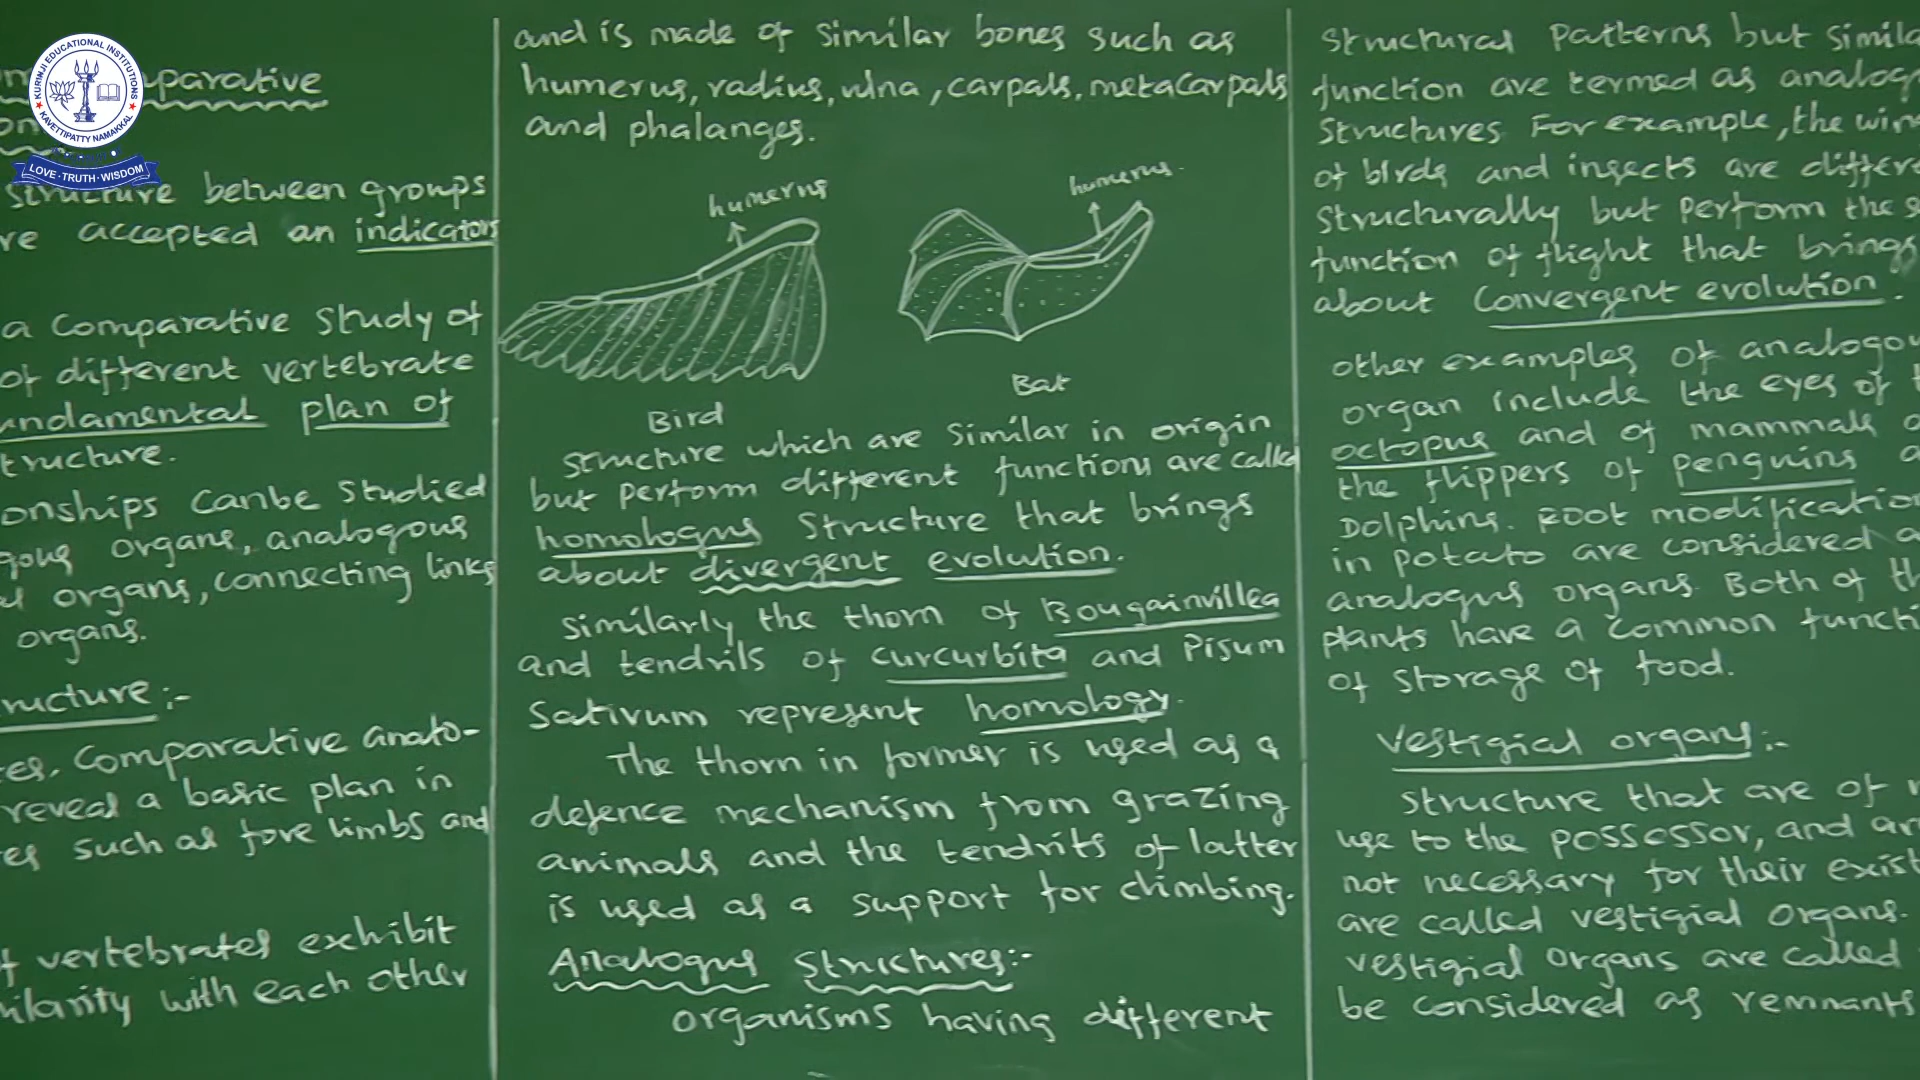 KURINJI EDUCATIONAL INSTITUTIONS
KAVETTIPATTY NAMAKKAL
LOVE · TRUTH · WISDOM
parative
structure between groups
re accepted an indicators
a comparative study of
of different vertebrate
undamental plan of
tructure.
onships canbe studied
gous organs, analogous
organs, connecting links
organs.
ructure :-
res. Comparative anato-
reveal a basic plan in
res such as fore limbs and
f vertebrates exhibit
milarity with each other
and is made of similar bones such as
humerus, radius, ulna, carpals, metacarpals
and phalanges.
humerus
humerus.
Bird
Bat
structure which are similar in origin
but perform different functions are called
homologus structure that brings
about divergent evolution.
similarly the thorn of Bougainvillea
and tendrils of curcurbita and Pisum
Sativum represent homology.
The thorn in former is used as a
defence mechanism from grazing
animals and the tendrils of latter
is used as a support for climbing.
Analogus Structures:-
organisms having different
structural patterns but simila
function are termed as analog
structures For example, the win
of birds and insects are differe
structurally but perform the s
function of flight that brings
about convergent evolution.
other examples of analogou
organ include the eyes of t
octopus and of mammals a
the flippers of penguins a
Dolphins. Root modification
in potato are considered a
analogus organs. Both of th
plants have a common functi
of storage of food.
Vestigial organs:-
structure that are of n
use to the possessor, and ar
not necessary for their exist
are called vestigial organs.
vestigial organs are called
be considered as remnants